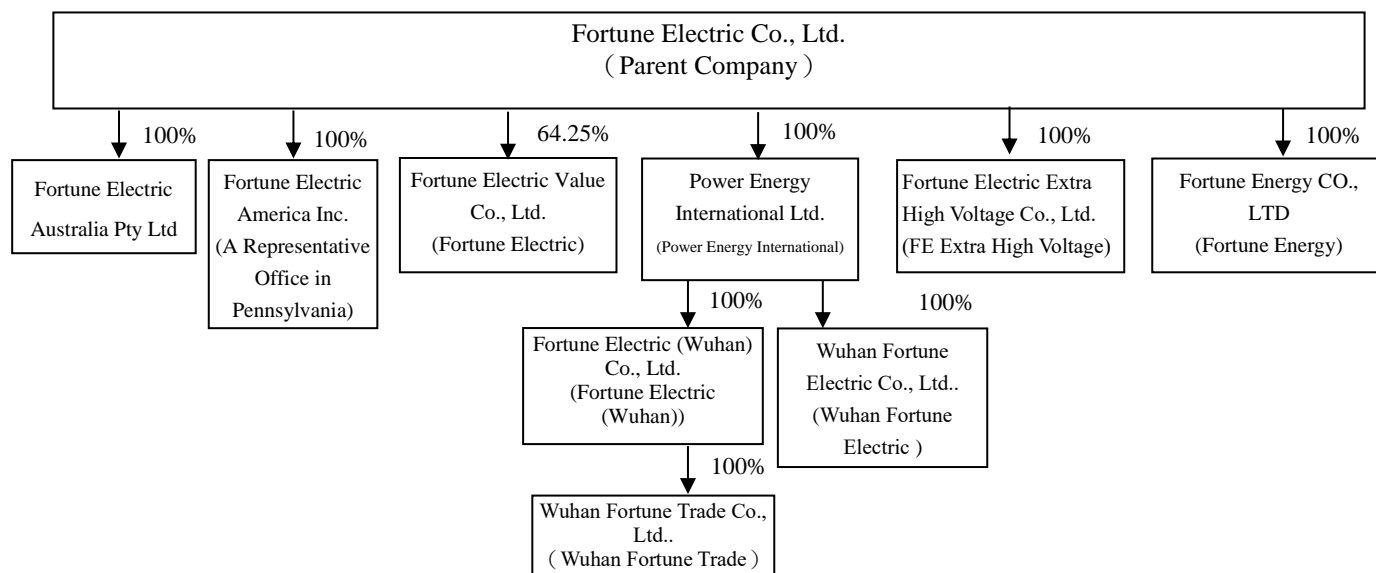 Fortune Electric Co., Ltd.
（Parent Company）
100%
100%
64.25%
100%
100%
100%
Fortune Electric
Australia Pty Ltd
Fortune Electric
America Inc.
(A Representative
Office in
Pennsylvania)
Fortune Electric Value
Co., Ltd.
(Fortune Electric)
Power Energy
International Ltd.
(Power Energy International)
Fortune Electric Extra
High Voltage Co., Ltd.
(FE Extra High Voltage)
Fortune Energy CO.,
LTD
(Fortune Energy)
100%
100%
Fortune Electric (Wuhan)
Co., Ltd.
(Fortune Electric
(Wuhan))
Wuhan Fortune
Electric Co., Ltd..
(Wuhan Fortune
Electric )
100%
Wuhan Fortune Trade Co.,
Ltd..
（Wuhan Fortune Trade）